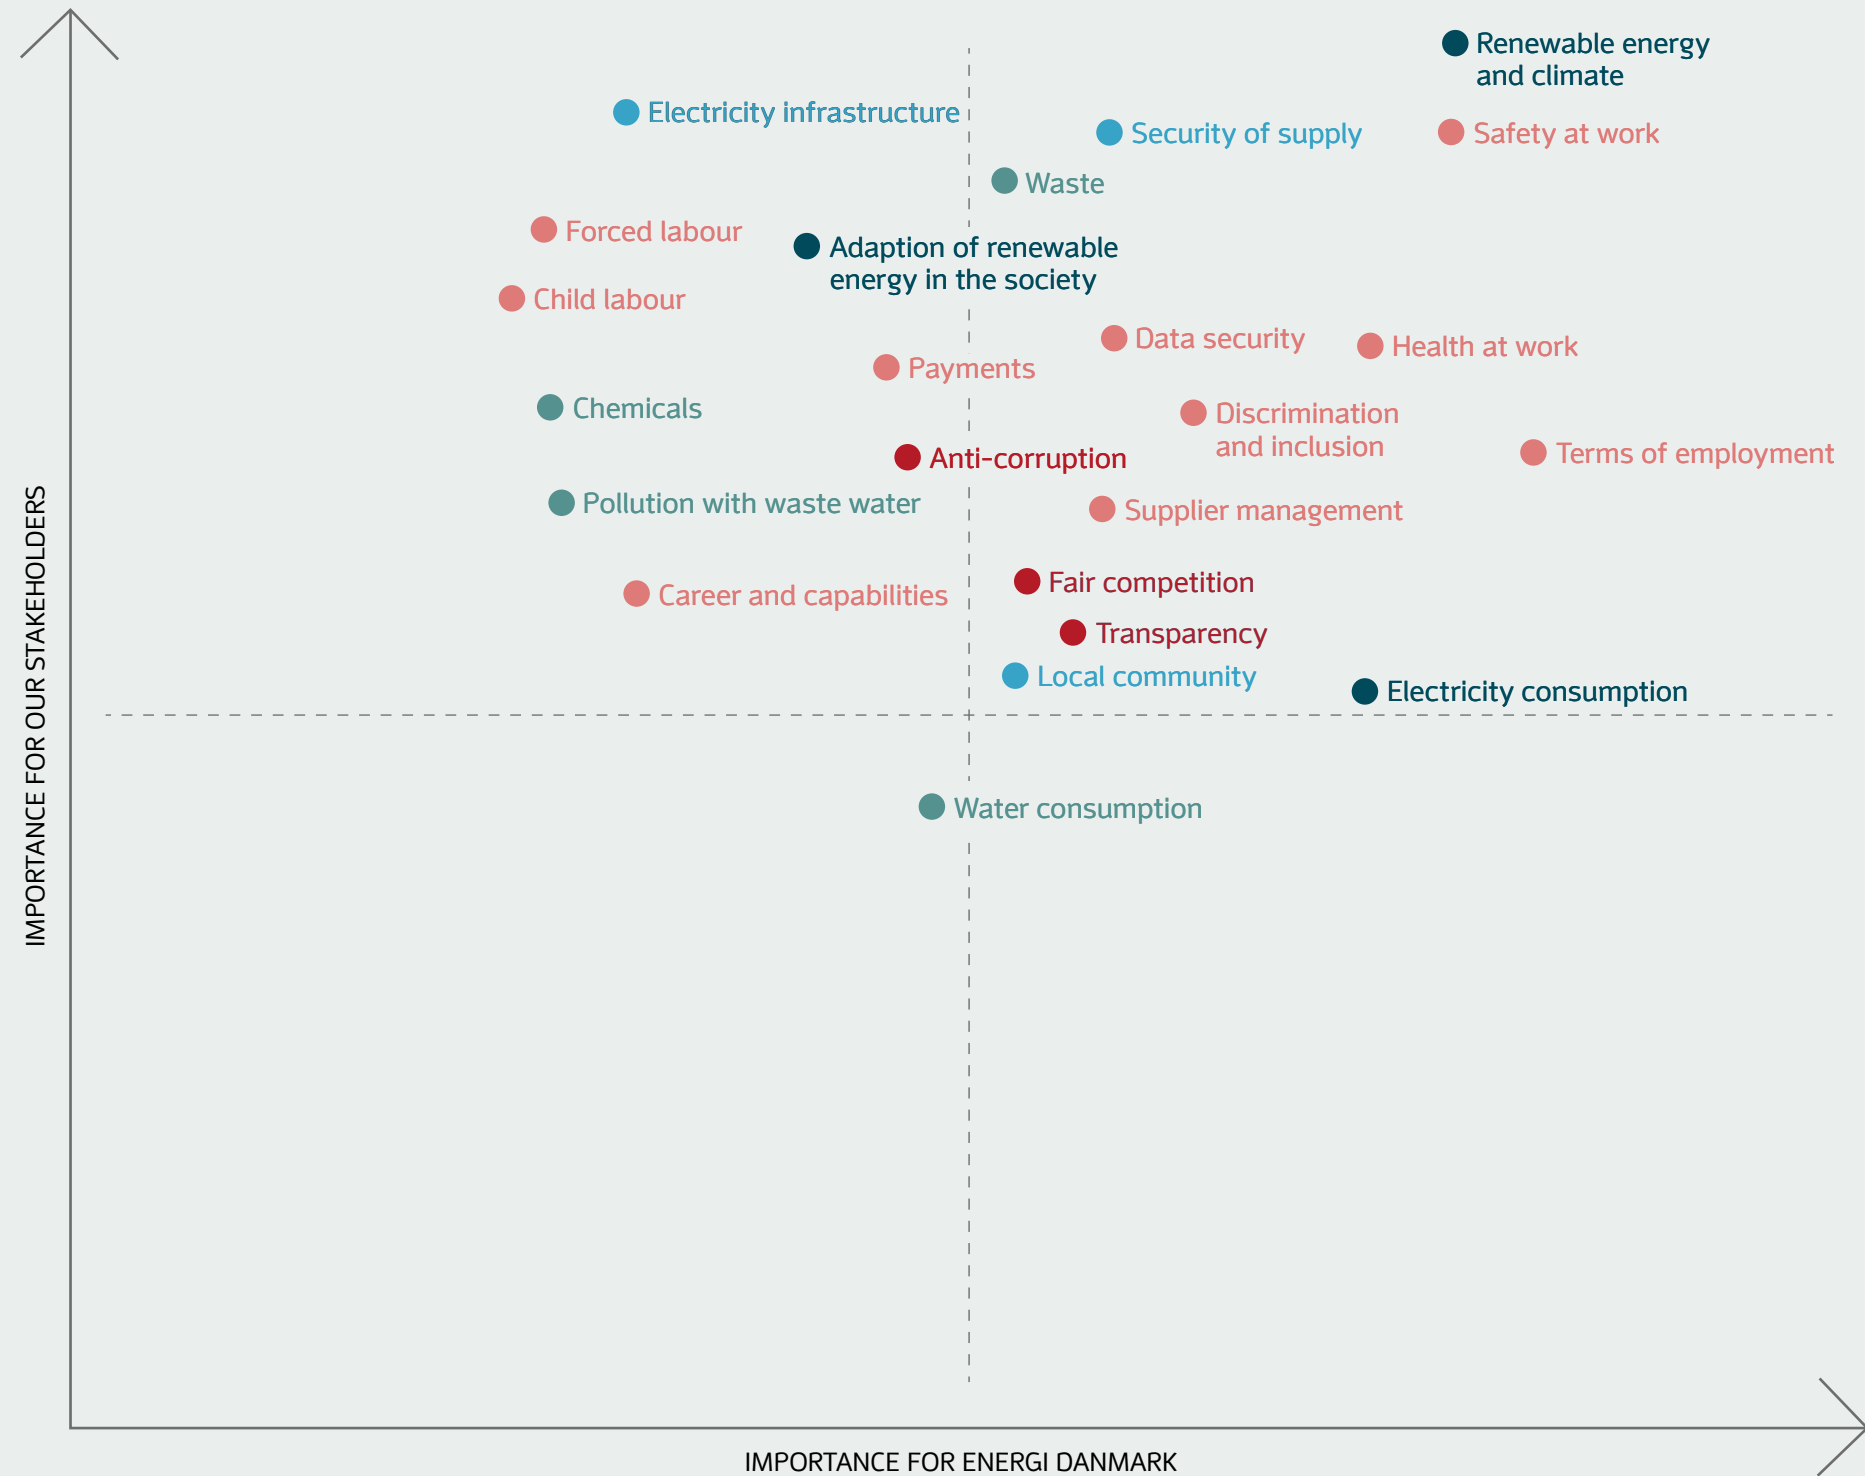 Renewable energy
and climate
Electricity infrastructure
Security of supply
Safety at work
Waste
Forced labour
Adaption of renewable
energy in the society
Child labour
Data security
Health at work
Payments
Chemicals
Discrimination
and inclusion
Terms of employment
Anti-corruption
Pollution with waste water
Supplier management
Fair competition
Career and capabilities
Transparency
Local community
Electricity consumption
Water consumption
IMPORTANCE FOR OUR STAKEHOLDERS
IMPORTANCE FOR ENERGI DANMARK